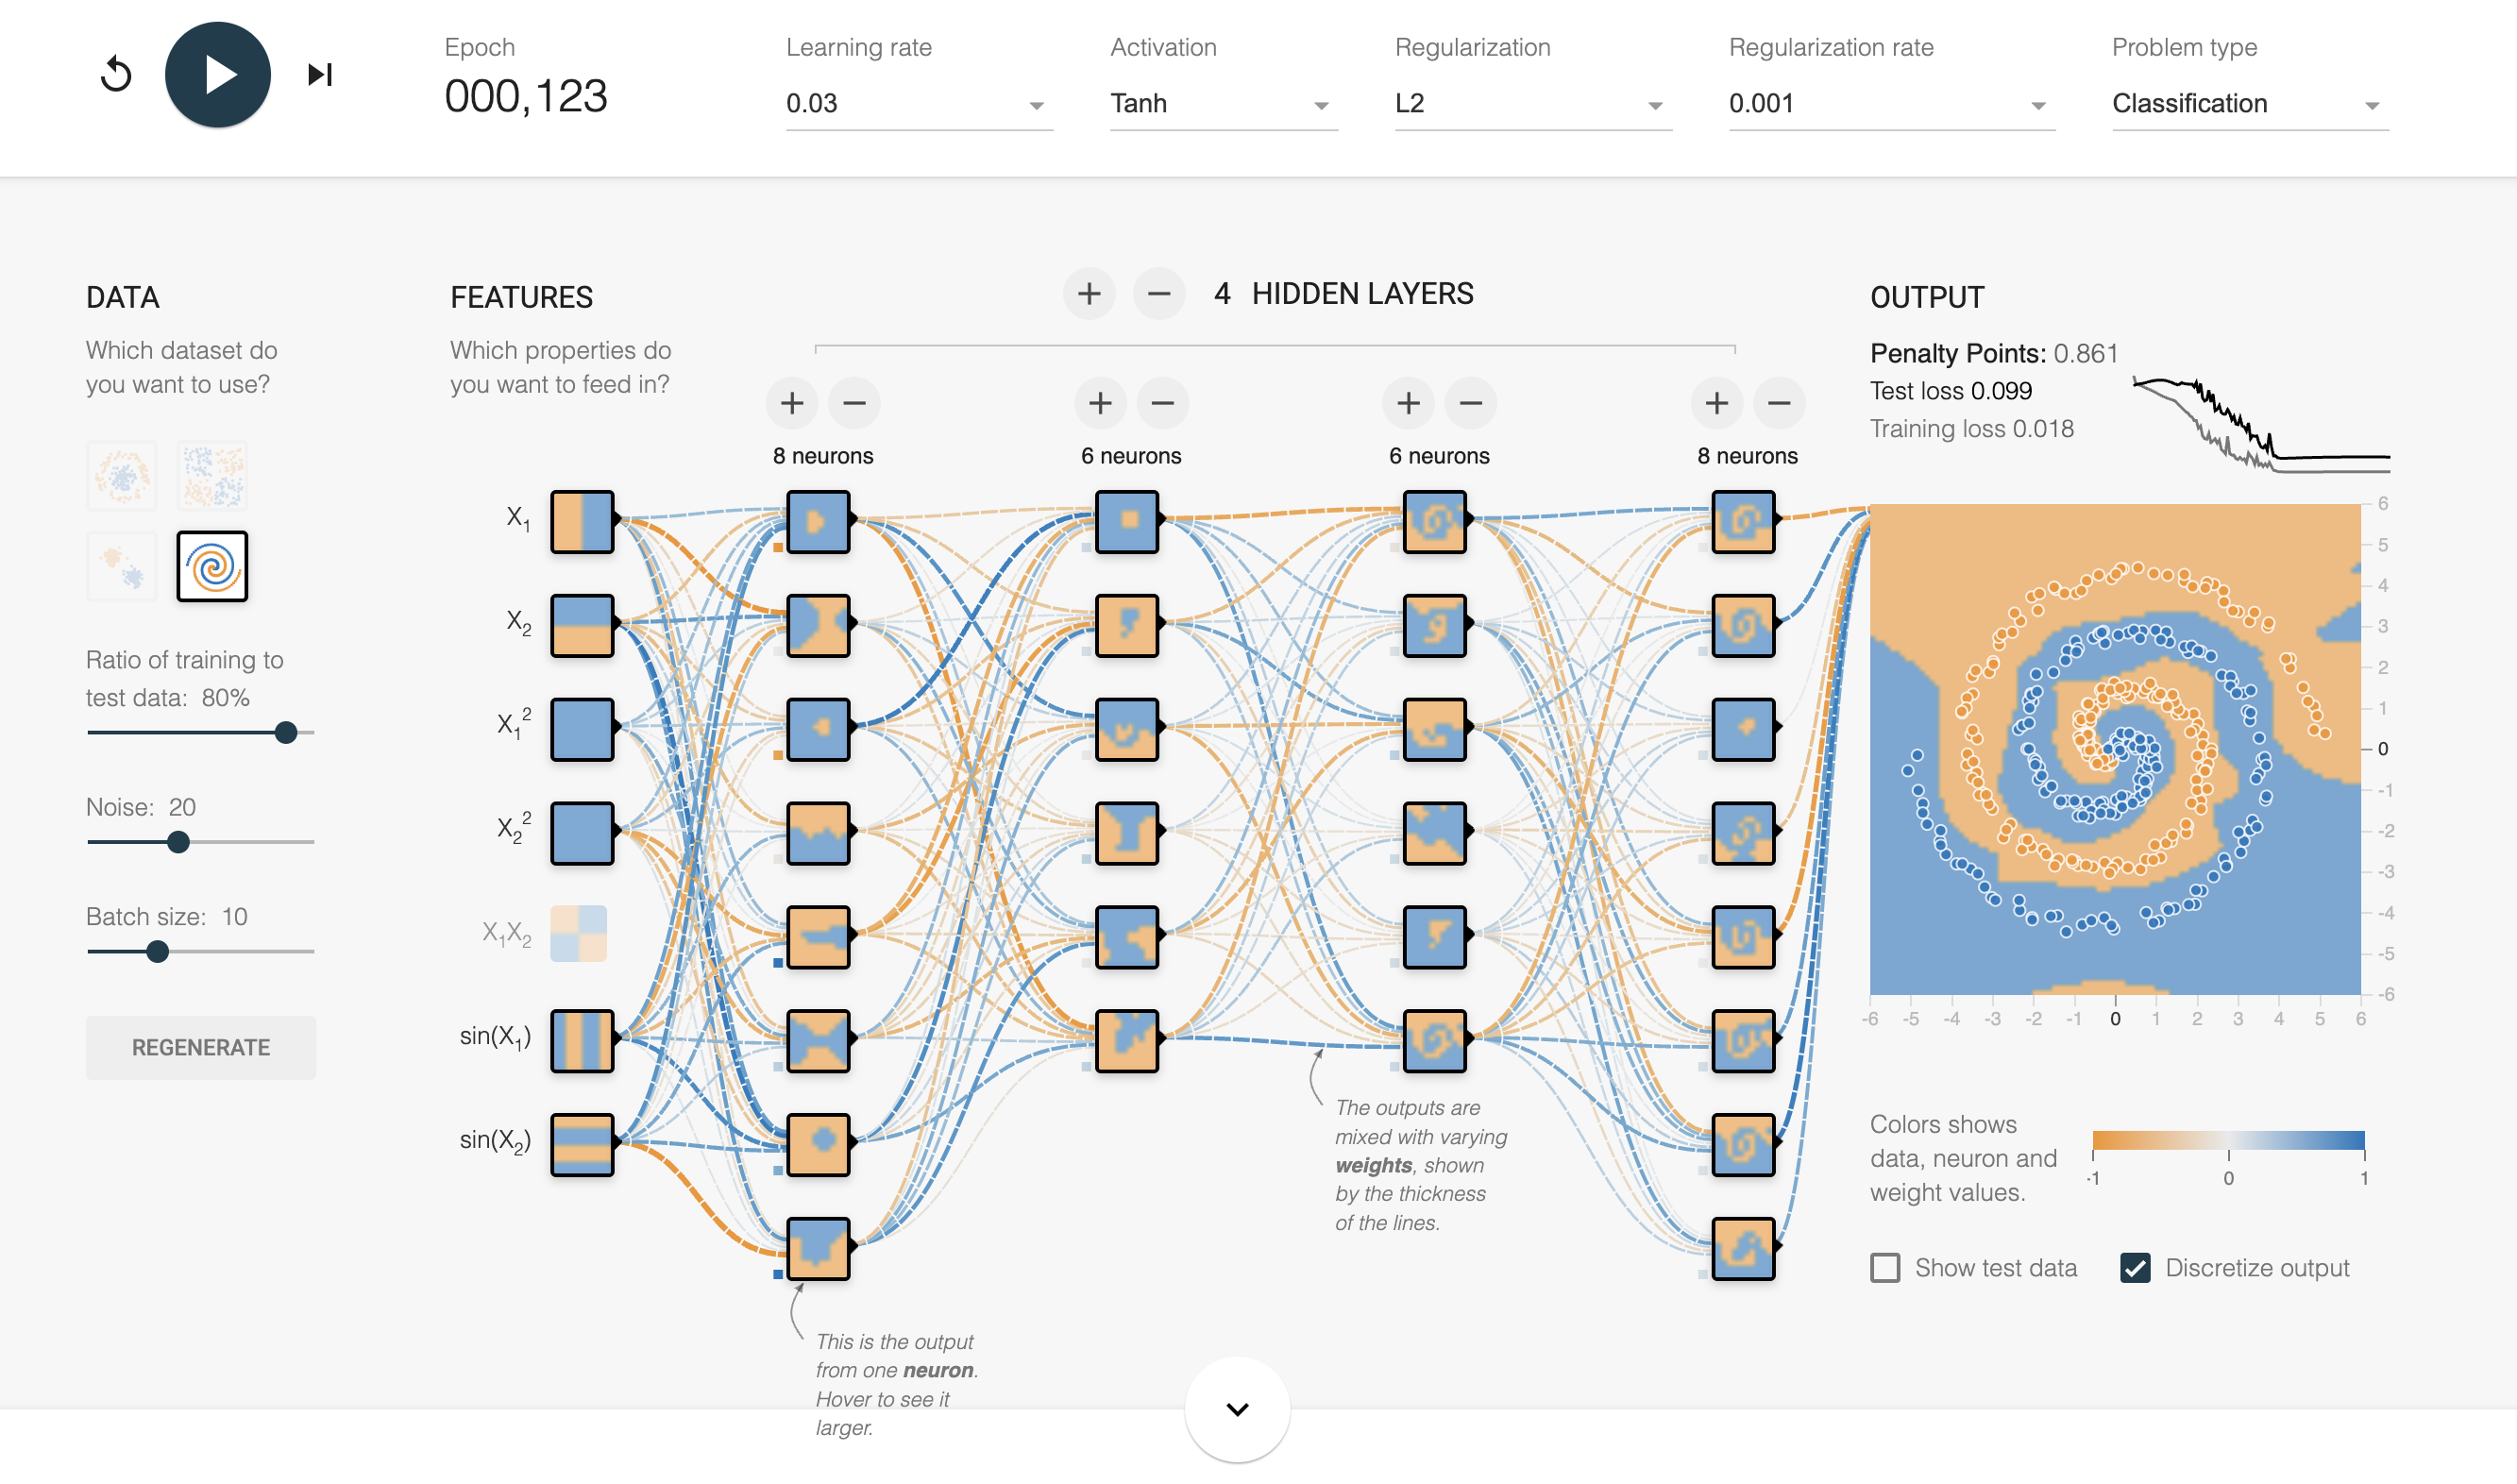 Epoch
000,123
Learning rate
0.03
Activation
Tanh
Regularization
L2
Regularization rate
0.001
Problem type
Classification
DATA
Which dataset do
you want to use?
Ratio of training to
test data: 80%
Noise: 20
Batch size: 10
REGENERATE
FEATURES
Which properties do
you want to feed in?
X₁
X₂
X₁²
X₂²
X₁X₂
sin(X₁)
sin(X₂)
+ − 4 HIDDEN LAYERS
+ − + − + − + −
8 neurons
6 neurons
6 neurons
8 neurons
This is the output
from one neuron.
Hover to see it
larger.
The outputs are
mixed with varying
weights, shown
by the thickness
of the lines.
OUTPUT
Penalty Points: 0.861
Test loss 0.099
Training loss 0.018
6
5
4
3
2
1
0
-1
-2
-3
-4
-5
-6
-6 -5 -4 -3 -2 -1 0 1 2 3 4 5 6
Colors shows
data, neuron and
weight values.
-1 0 1
Show test data
Discretize output